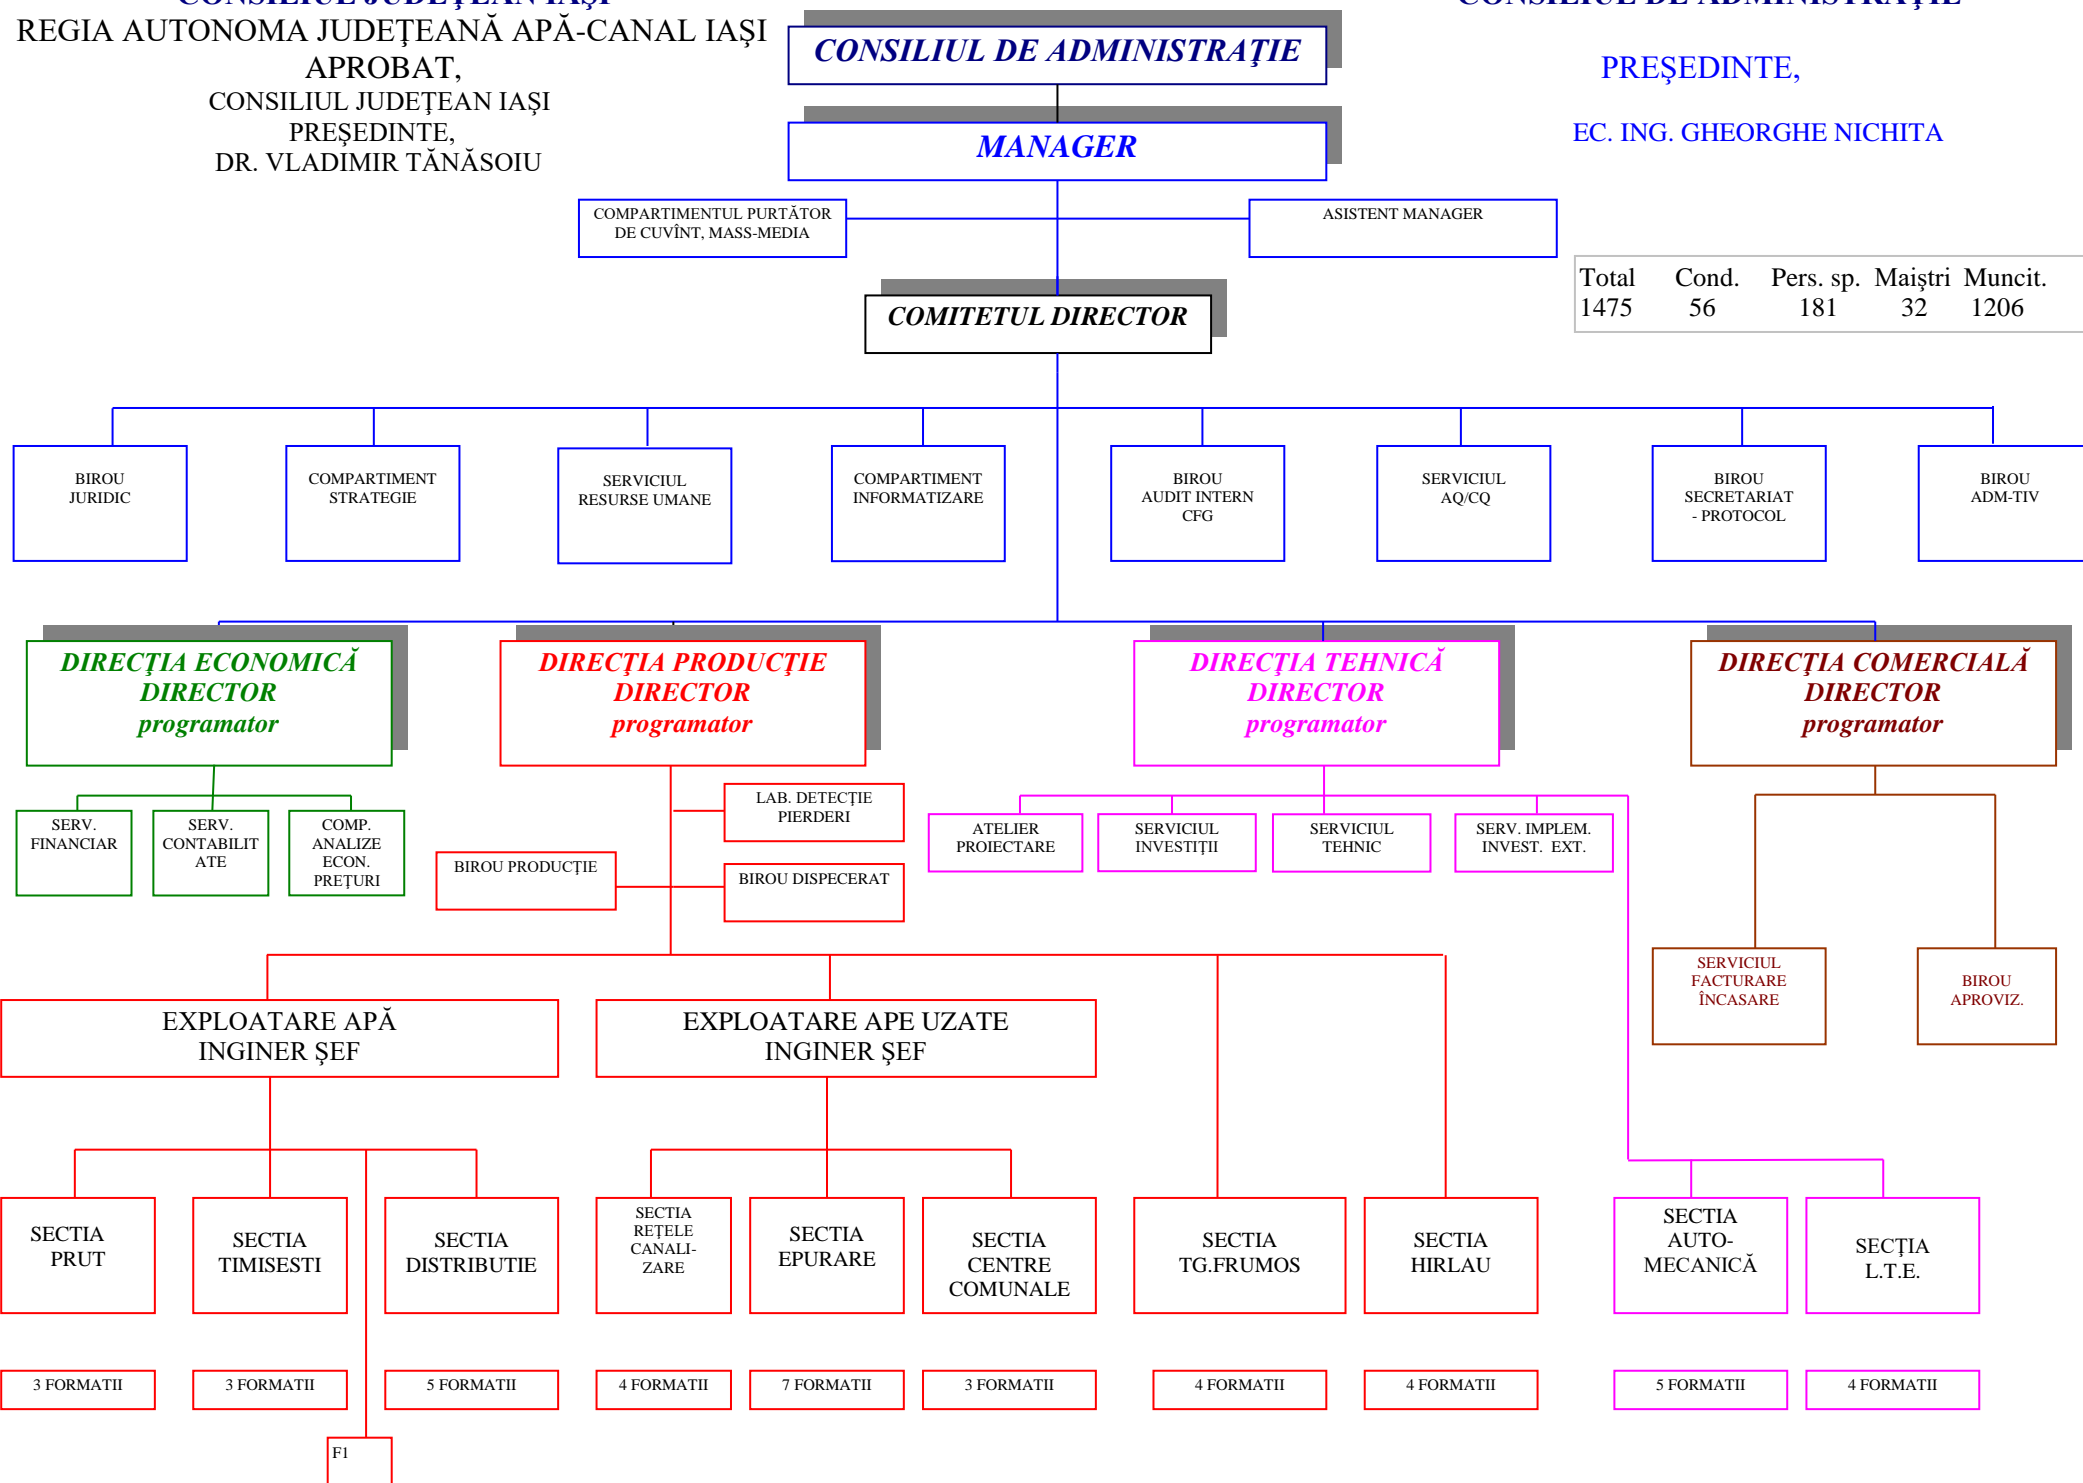 CONSILIUL JUDEŢEAN IAŞI
REGIA AUTONOMA JUDEŢEANĂ APĂ-CANAL IAŞI
APROBAT,
CONSILIUL JUDEŢEAN IAŞI
PREŞEDINTE,
DR. VLADIMIR TĂNĂSOIU
CONSILIUL DE ADMINISTRAŢIE
PREŞEDINTE,
EC. ING. GHEORGHE NICHITA
CONSILIUL DE ADMINISTRAŢIE
MANAGER
COMPARTIMENTUL PURTĂTOR
DE CUVÎNT, MASS-MEDIA
ASISTENT MANAGER
Total Cond. Pers. sp. Maiştri Muncit.
1475 56 181 32 1206
COMITETUL DIRECTOR
BIROU
JURIDIC
COMPARTIMENT
STRATEGIE
SERVICIUL
RESURSE UMANE
COMPARTIMENT
INFORMATIZARE
BIROU
AUDIT INTERN
CFG
SERVICIUL
AQ/CQ
BIROU
SECRETARIAT
- PROTOCOL
BIROU
ADM-TIV
DIRECŢIA ECONOMICĂ
DIRECTOR
programator
DIRECŢIA PRODUCŢIE
DIRECTOR
programator
DIRECŢIA TEHNICĂ
DIRECTOR
programator
DIRECŢIA COMERCIALĂ
DIRECTOR
programator
SERV.
FINANCIAR
SERV.
CONTABILIT
ATE
COMP.
ANALIZE
ECON.
PREŢURI
LAB. DETECŢIE
PIERDERI
BIROU PRODUCŢIE
BIROU DISPECERAT
ATELIER
PROIECTARE
SERVICIUL
INVESTIŢII
SERVICIUL
TEHNIC
SERV. IMPLEM.
INVEST. EXT.
SERVICIUL
FACTURARE
ÎNCASARE
BIROU
APROVIZ.
EXPLOATARE APĂ
INGINER ŞEF
EXPLOATARE APE UZATE
INGINER ŞEF
SECTIA
PRUT
SECTIA
TIMISESTI
SECTIA
DISTRIBUTIE
SECTIA
REŢELE
CANALI-
ZARE
SECTIA
EPURARE
SECTIA
CENTRE
COMUNALE
SECTIA
TG.FRUMOS
SECTIA
HIRLAU
SECTIA
AUTO-
MECANICĂ
SECŢIA
L.T.E.
3 FORMATII
3 FORMATII
5 FORMATII
4 FORMATII
7 FORMATII
3 FORMATII
4 FORMATII
4 FORMATII
5 FORMATII
4 FORMATII
F1